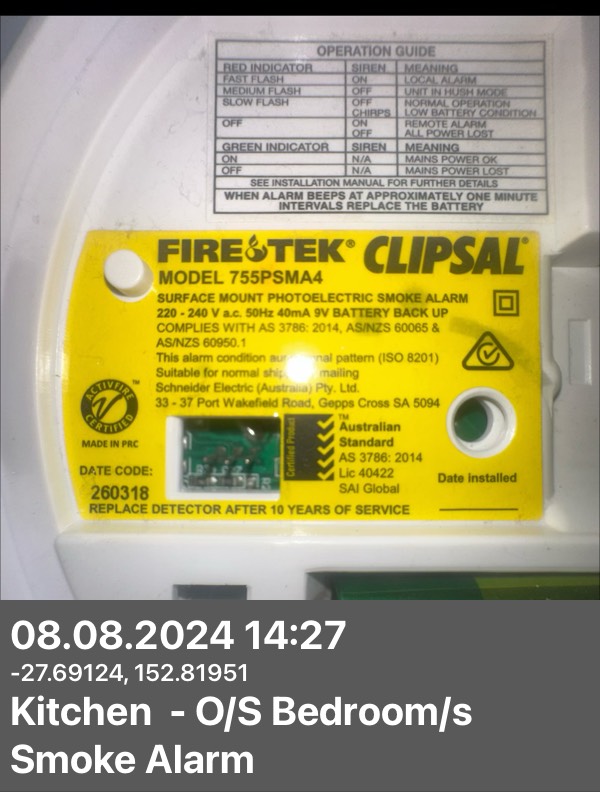 OPERATION GUIDE
RED INDICATOR SIREN MEANING
FAST FLASH ON LOCAL ALARM
MEDIUM FLASH OFF UNIT IN HUSH MODE
SLOW FLASH OFF NORMAL OPERATION
CHIRPS LOW BATTERY CONDITION
OFF ON REMOTE ALARM
OFF ALL POWER LOST
GREEN INDICATOR SIREN MEANING
ON N/A MAINS POWER OK
OFF N/A MAINS POWER LOST
SEE INSTALLATION MANUAL FOR FURTHER DETAILS
WHEN ALARM BEEPS AT APPROXIMATELY ONE MINUTE
INTERVALS REPLACE THE BATTERY
FIRETEK® CLIPSAL®
MODEL 755PSMA4
SURFACE MOUNT PHOTOELECTRIC SMOKE ALARM
220 - 240 V a.c. 50Hz 40mA 9V BATTERY BACK UP
COMPLIES WITH AS 3786: 2014, AS/NZS 60065 &
AS/NZS 60950.1
This alarm condition pattern (ISO 8201)
Suitable for normal mailing
Schneider Electric (Australia) Pty. Ltd.
33 - 37 Port Wakefield Road, Gepps Cross SA 5094
ACTIVFIRE CERTIFIED ™
MADE IN PRC
DATE CODE:
260318
Certified Product
™
Australian
Standard
AS 3786: 2014
Lic 40422
SAI Global
Date installed
REPLACE DETECTOR AFTER 10 YEARS OF SERVICE
08.08.2024 14:27
-27.69124, 152.81951
Kitchen - O/S Bedroom/s
Smoke Alarm